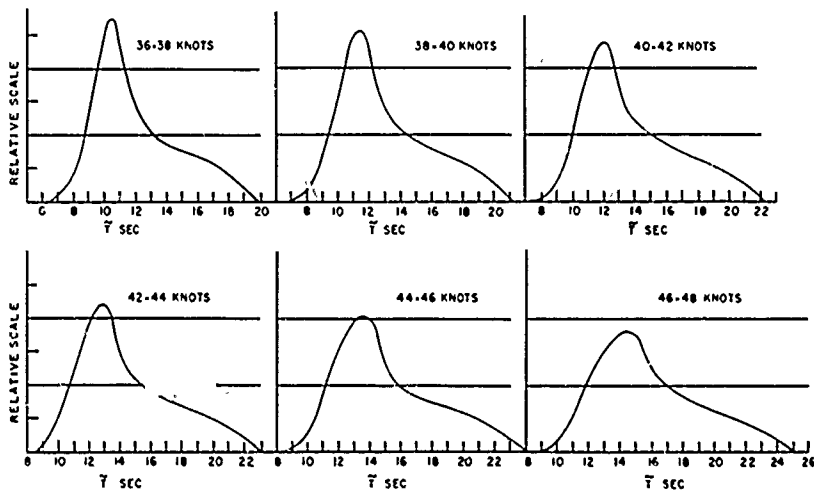 RELATIVE SCALE
36-38 KNOTS
6 8 10 12 14 16 18 20
T̃ SEC
38-40 KNOTS
8 10 12 14 16 18 20
T̃ SEC
40-42 KNOTS
8 10 12 14 16 18 20 22
T̃ SEC
RELATIVE SCALE
42-44 KNOTS
8 10 12 14 16 18 20 22
T̃ SEC
44-46 KNOTS
8 10 12 14 16 18 20 22
T̃ SEC
46-48 KNOTS
8 10 12 14 16 18 20 22 24 26
T̃ SEC